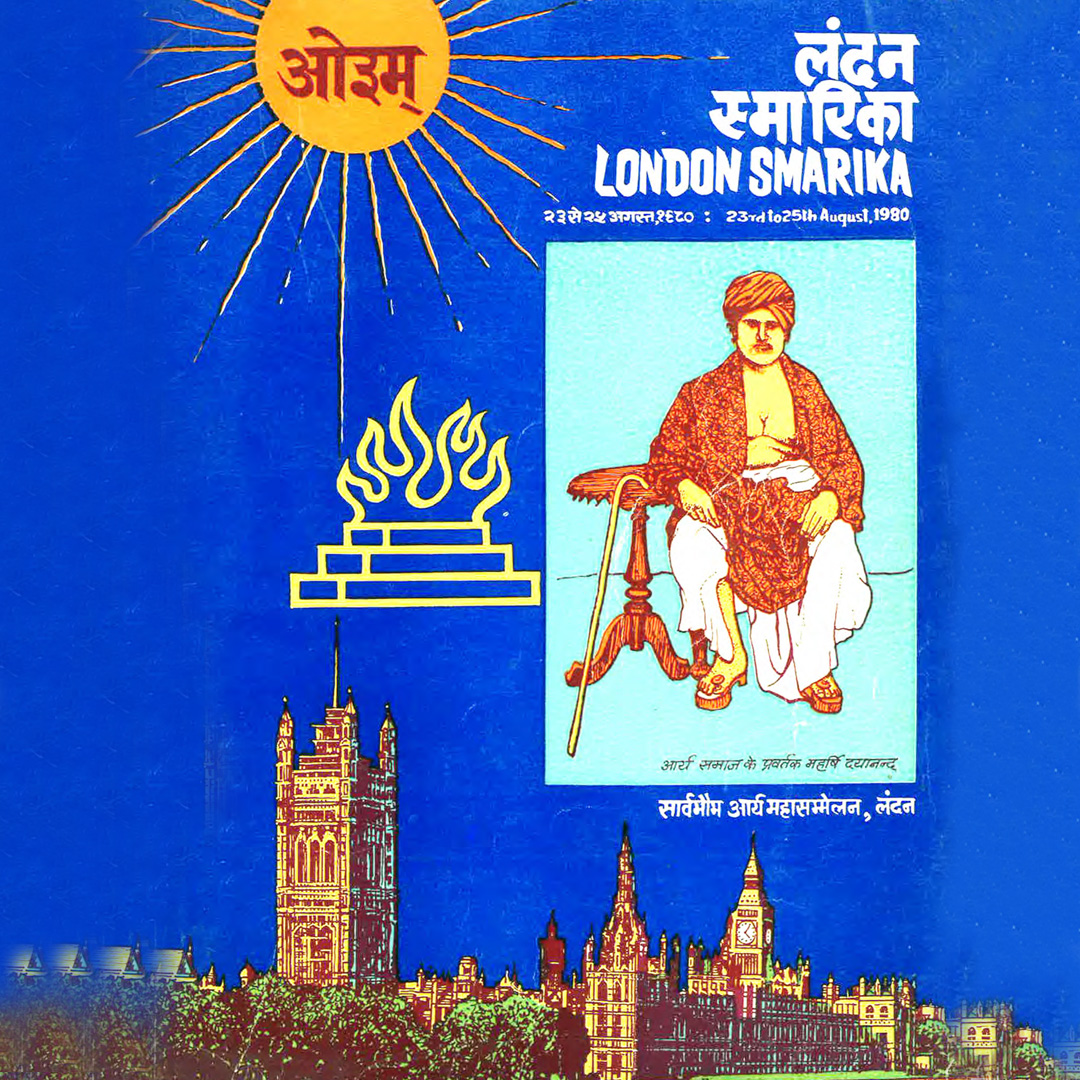 ओ३म्
लंदन
स्मारिका
LONDON SMARIKA
२३ से २५ अगस्त,१९८० : 23rd to 25th August, 1980
आर्य समाज के प्रवर्तक महर्षि दयानन्द
सार्वभौम आर्य महासम्मेलन, लंदन